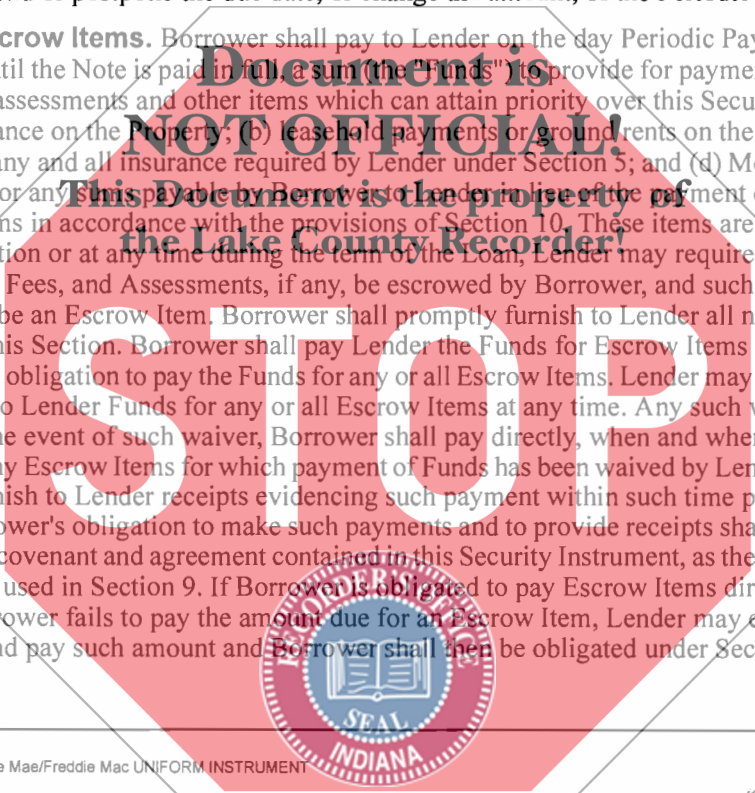 crow Items. Borrower shall pay to Lender on the day Periodic Pay
til the Note is paid in full, a sum (the "Funds") to provide for payme
assessments and other items which can attain priority over this Secu
ance on the Property; (b) leasehold payments or ground rents on the
any and all insurance required by Lender under Section 5; and (d) Mo
or any sums payable by Borrower to Lender in lieu of the payment
ns in accordance with the provisions of Section 10. These items are
tion or at any time during the term of the Loan, Lender may require
Fees, and Assessments, if any, be escrowed by Borrower, and such
be an Escrow Item. Borrower shall promptly furnish to Lender all n
his Section. Borrower shall pay Lender the Funds for Escrow Items
obligation to pay the Funds for any or all Escrow Items. Lender may
o Lender Funds for any or all Escrow Items at any time. Any such
e event of such waiver, Borrower shall pay directly, when and whe
ny Escrow Items for which payment of Funds has been waived by Len
nish to Lender receipts evidencing such payment within such time p
ower's obligation to make such payments and to provide receipts sha
covenant and agreement contained in this Security Instrument, as the
used in Section 9. If Borrower is obligated to pay Escrow Items dir
rower fails to pay the amount due for an Escrow Item, Lender may e
nd pay such amount and Borrower shall then be obligated under Sec
Document is
NOT OFFICIAL!
This Document is the property of
the Lake County Recorder!
STOP
RECORDER'S OFFICE
SEAL
INDIANA
e Mae/Freddie Mac UNIFORM INSTRUMENT